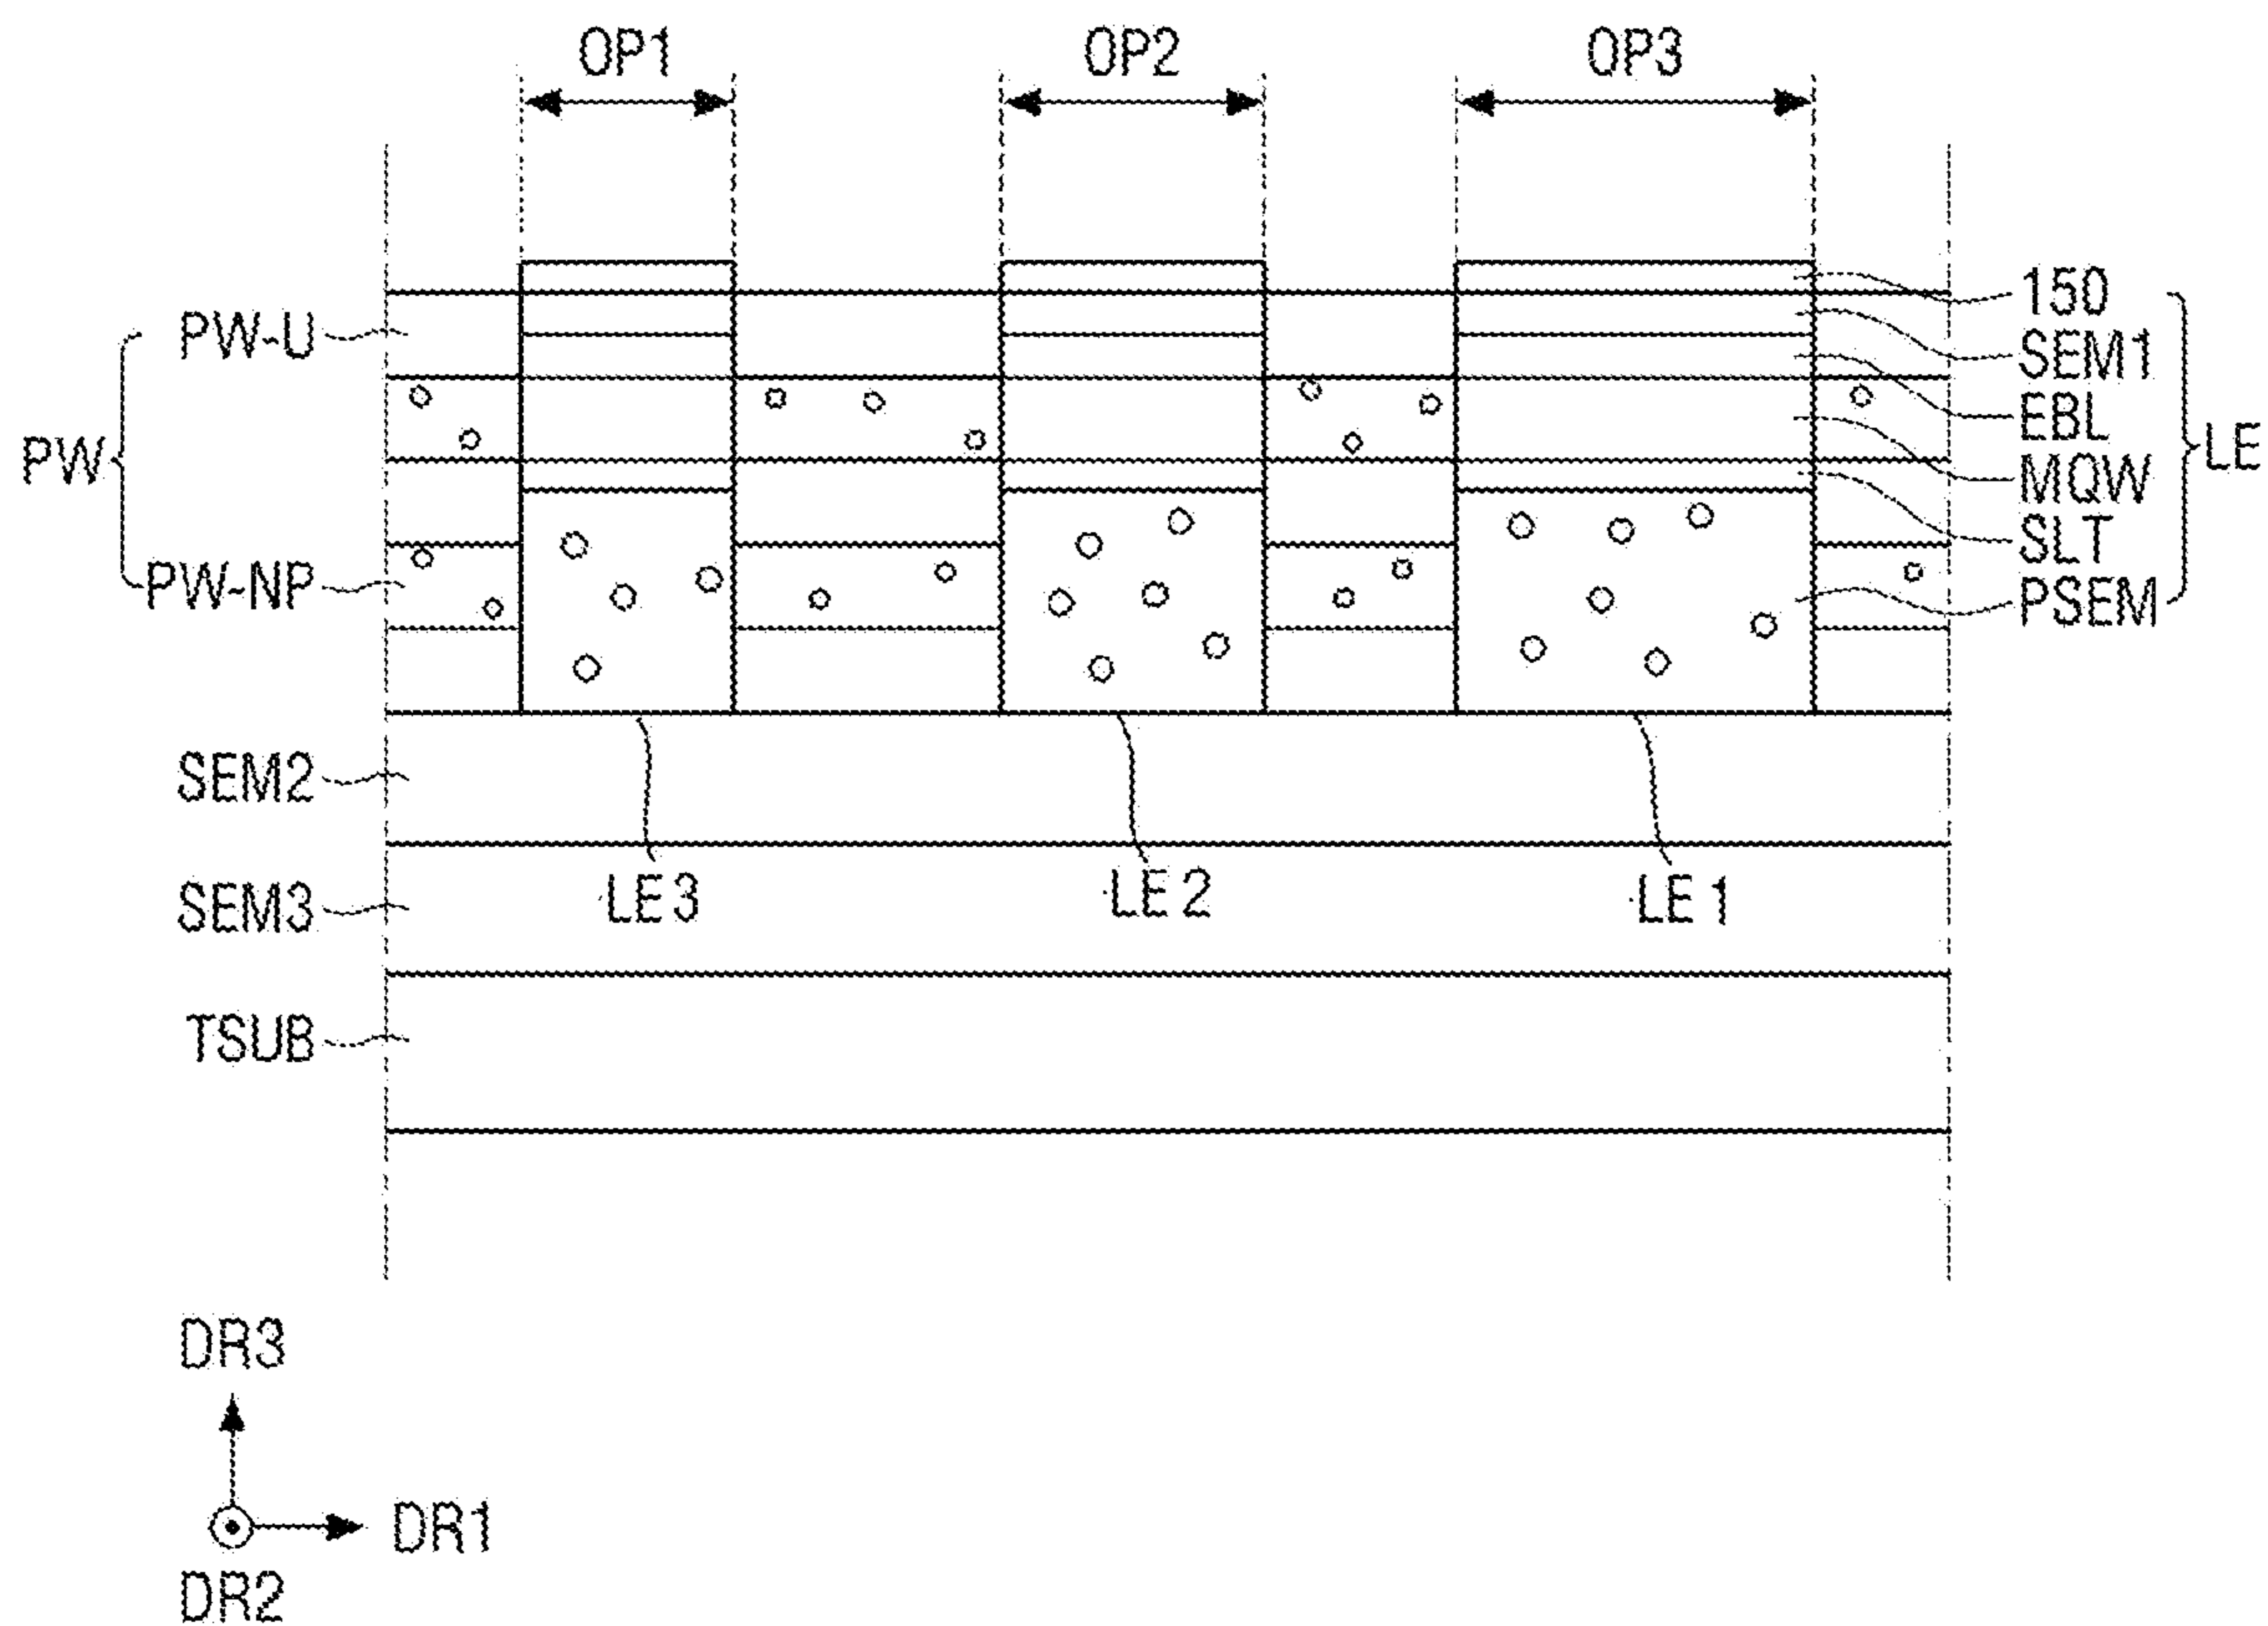 OP1 OP2 OP3
150
PW-U
SEM1
EBL
PW
LE
MQW
SLT
PW-NP
PSEM
SEM2
LE3 LE2 LE1
SEM3
TSUB
DR3
DR1
DR2